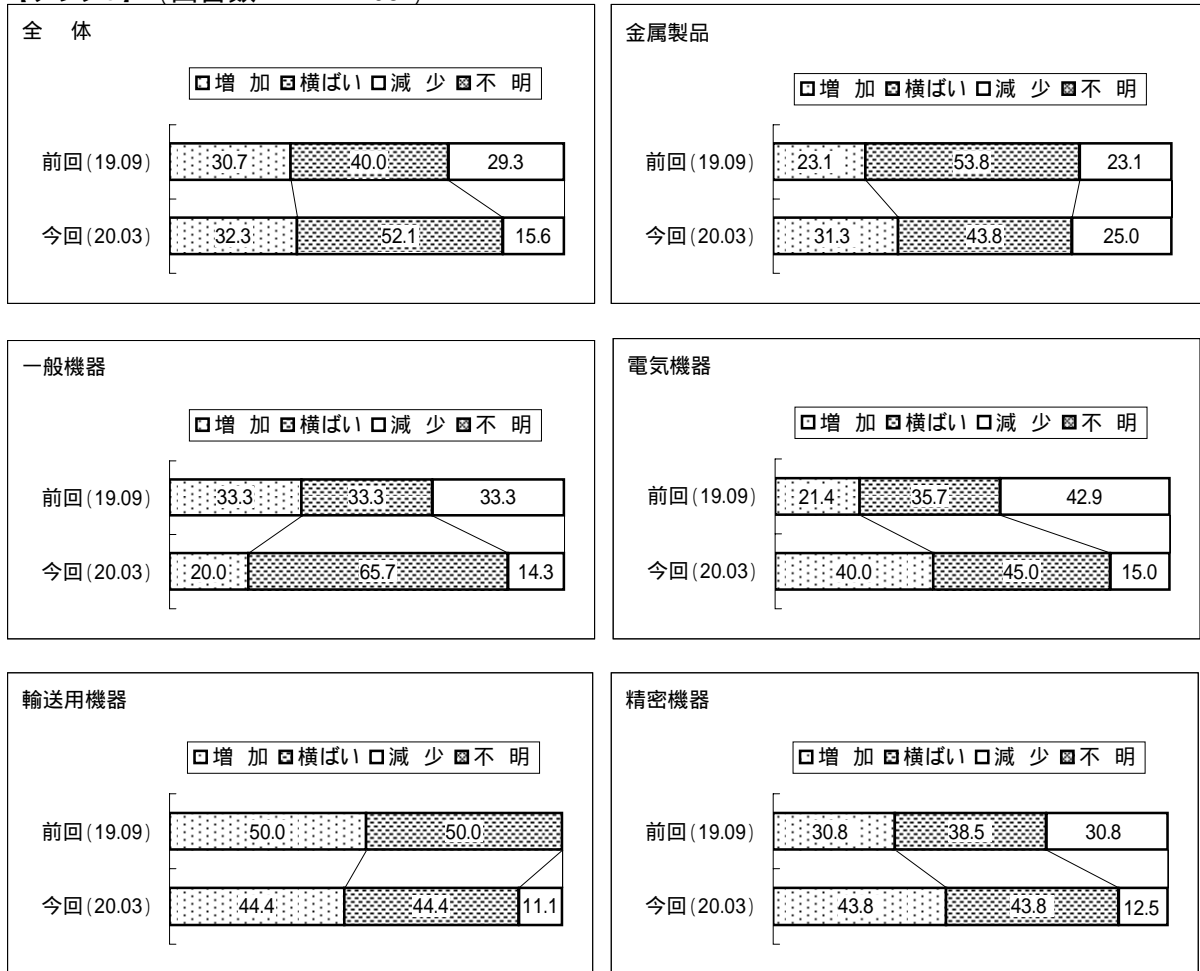 全 体
増 加 横ばい 減 少 不 明
前回(19.09) 30.7 40.0 29.3
今回(20.03) 32.3 52.1 15.6
金属製品
増 加 横ばい 減 少 不 明
前回(19.09) 23.1 53.8 23.1
今回(20.03) 31.3 43.8 25.0
一般機器
増 加 横ばい 減 少 不 明
前回(19.09) 33.3 33.3 33.3
今回(20.03) 20.0 65.7 14.3
電気機器
増 加 横ばい 減 少 不 明
前回(19.09) 21.4 35.7 42.9
今回(20.03) 40.0 45.0 15.0
輸送用機器
増 加 横ばい 減 少 不 明
前回(19.09) 50.0 50.0
今回(20.03) 44.4 44.4 11.1
精密機器
増 加 横ばい 減 少 不 明
前回(19.09) 30.8 38.5 30.8
今回(20.03) 43.8 43.8 12.5